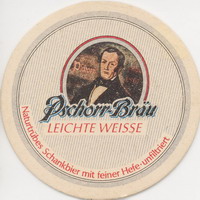 Pschorr-Bräu
LEICHTE WEISSE
Naturtrübes Schankbier mit feiner Hefe-unfiltriert